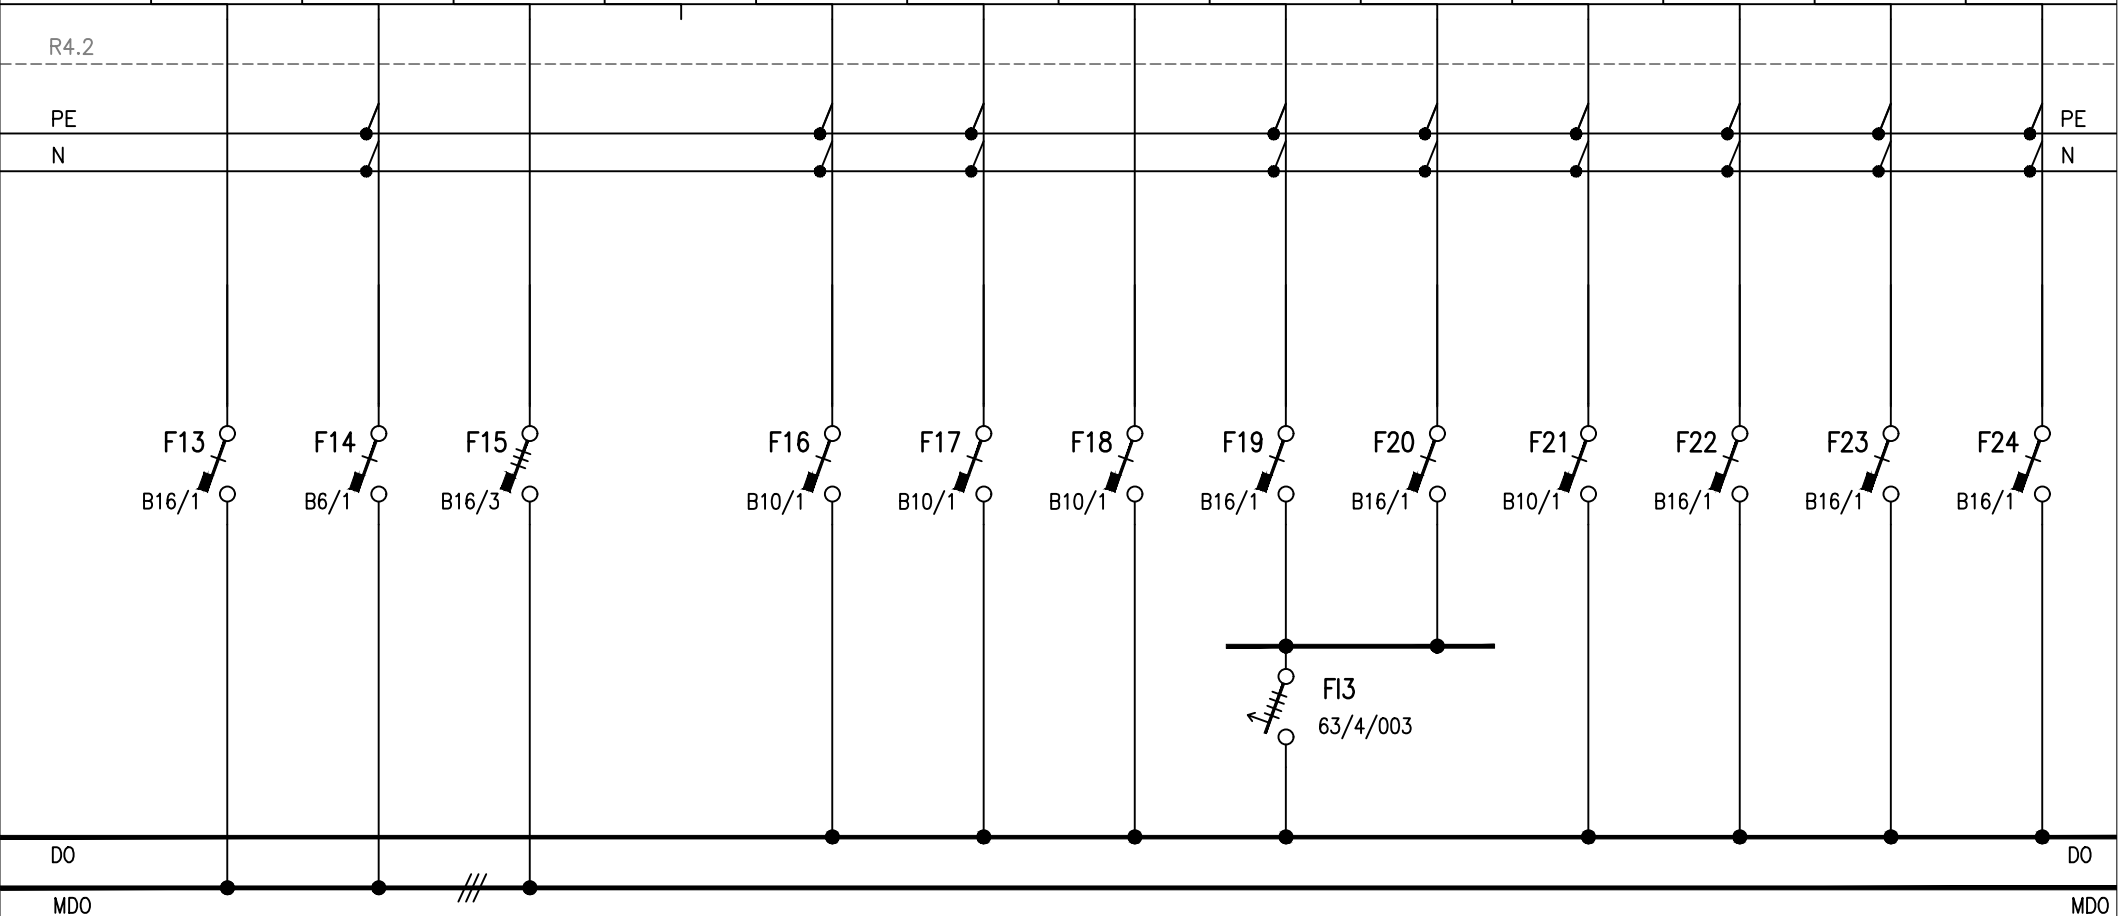 R4.2
PE PE
N N
F13 F14 F15 F16 F17 F18 F19 F20 F21 F22 F23 F24
B16/1 B6/1 B16/3 B10/1 B10/1 B10/1 B16/1 B16/1 B10/1 B16/1 B16/1 B16/1
FI3
63/4/003
DO DO
MDO MDO